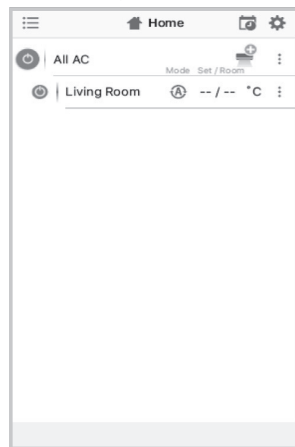 Home
All AC
Mode Set / Room
Living Room A -- / -- °C